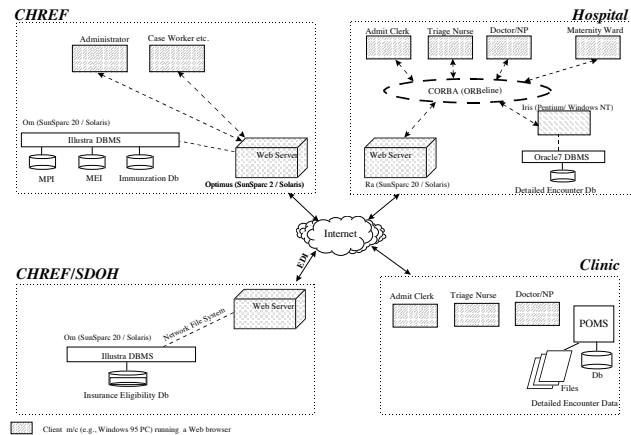 CHREF
Administrator
Case Worker etc.
Om (SunSparc 20 / Solaris)
Illustra DBMS
MPI
MEI
Immunzation Db
Web Server
Optimus (SunSparc 2 / Solaris)
Hospital
Admit Clerk
Triage Nurse
Doctor/NP
Maternity Ward
CORBA (ORBeline)
Iris (Pentium/ Windows NT)
Web Server
Ra (SunSparc 20 / Solaris)
Oracle7 DBMS
Detailed Encounter Db
Internet
EDI
CHREF/SDOH
Web Server
Om (SunSparc 20 / Solaris)
Network File System
Illustra DBMS
Insurance Eligibility Db
Clinic
Admit Clerk
Triage Nurse
Doctor/NP
POMS
Db
Files
Detailed Encounter Data
Client m/c (e.g., Windows 95 PC) running a Web browser